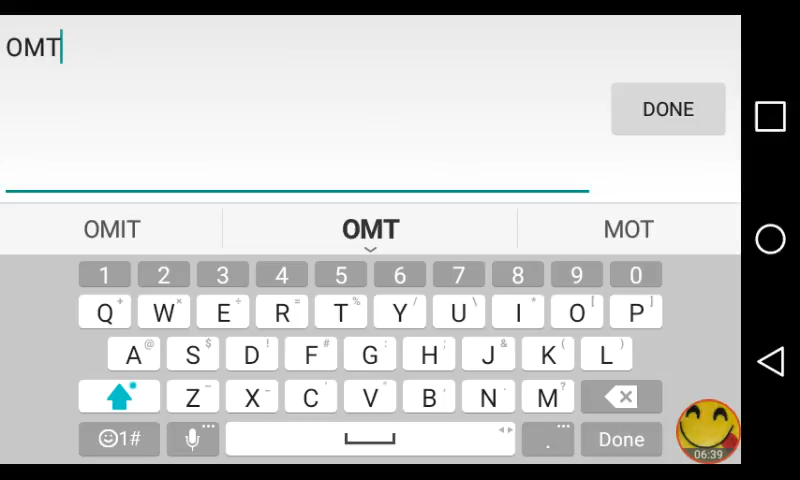 OMT
DONE
OMIT OMT MOT
1 2 3 4 5 6 7 8 9 0
Q + W × E ÷ R = T % Y / U \ I * O [ P ]
A @ S $ D ! F # G : H ; J & K ( L )
Z X C V B N M ?
1# . Done
06:39